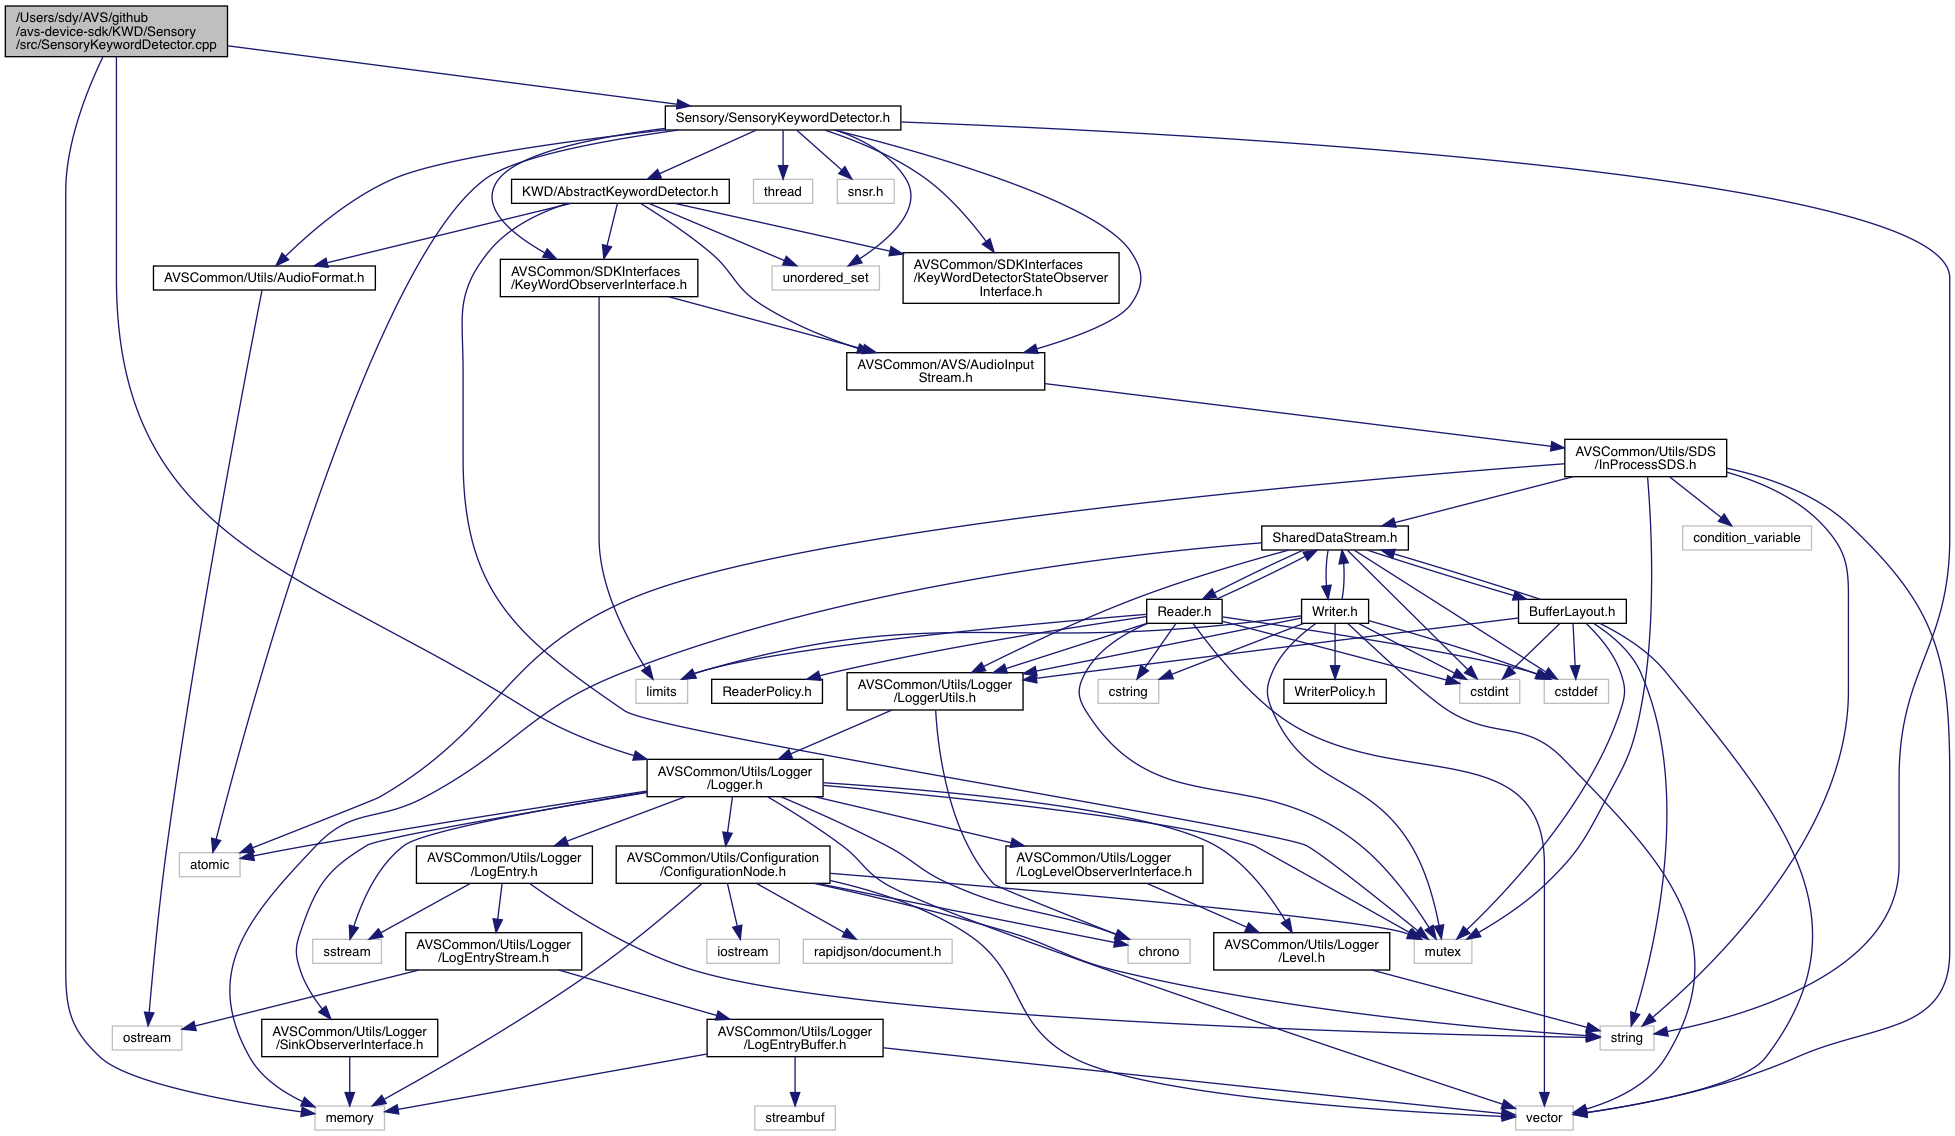 /Users/sdy/AVS/github
/avs-device-sdk/KWD/Sensory
/src/SensoryKeywordDetector.cpp
Sensory/SensoryKeywordDetector.h
KWD/AbstractKeywordDetector.h
thread
snsr.h
AVSCommon/Utils/AudioFormat.h
AVSCommon/SDKInterfaces
/KeyWordObserverInterface.h
unordered_set
AVSCommon/SDKInterfaces
/KeyWordDetectorStateObserver
Interface.h
AVSCommon/AVS/AudioInput
Stream.h
AVSCommon/Utils/SDS
/InProcessSDS.h
SharedDataStream.h
condition_variable
Reader.h
Writer.h
BufferLayout.h
limits
ReaderPolicy.h
AVSCommon/Utils/Logger
/LoggerUtils.h
cstring
WriterPolicy.h
cstdint
cstddef
AVSCommon/Utils/Logger
/Logger.h
atomic
AVSCommon/Utils/Logger
/LogEntry.h
AVSCommon/Utils/Configuration
/ConfigurationNode.h
AVSCommon/Utils/Logger
/LogLevelObserverInterface.h
sstream
AVSCommon/Utils/Logger
/LogEntryStream.h
iostream
rapidjson/document.h
chrono
AVSCommon/Utils/Logger
/Level.h
mutex
ostream
AVSCommon/Utils/Logger
/SinkObserverInterface.h
AVSCommon/Utils/Logger
/LogEntryBuffer.h
string
memory
streambuf
vector